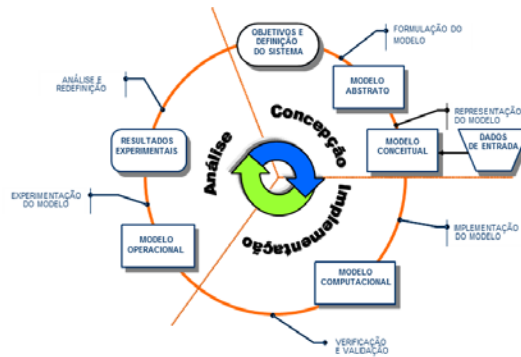 OBJETIVOS E
DEFINIÇÃO DO
SISTEMA
FORMULAÇÃO DO
MODELO
MODELO
ABSTRATO
REPRESENTAÇÃO
DO MODELO
MODELO
CONCEITUAL
DADOS
DE ENTRADA
IMPLEMENTAÇÃO
DO MODELO
MODELO
COMPUTACIONAL
VERIFICAÇÃO
E VALIDAÇÃO
MODELO
OPERACIONAL
EXPERIMENTAÇÃO
DO MODELO
RESULTADOS
EXPERIMENTAIS
ANÁLISE E
REDEFINIÇÃO
Concepção
Implementação
Análise